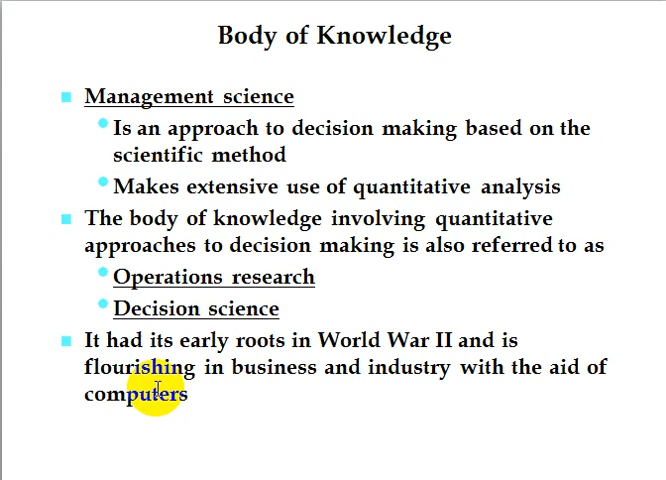 Body of Knowledge
Management science
Is an approach to decision making based on the
scientific method
Makes extensive use of quantitative analysis
The body of knowledge involving quantitative
approaches to decision making is also referred to as
Operations research
Decision science
It had its early roots in World War II and is
flourishing in business and industry with the aid of
computers